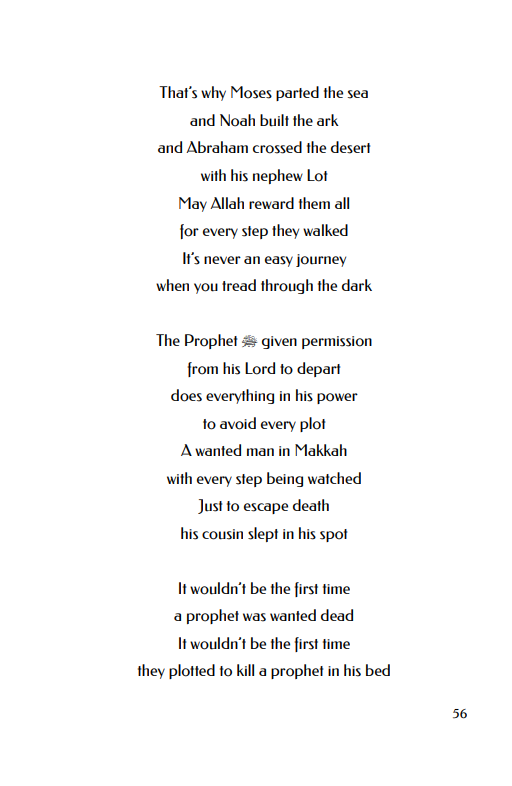 That's why Moses parted the sea
and Noah built the ark
and Abraham crossed the desert
with his nephew Lot
May Allah reward them all
for every step they walked
It's never an easy journey
when you tread through the dark
The Prophet ﷺ given permission
from his Lord to depart
does everything in his power
to avoid every plot
A wanted man in Makkah
with every step being watched
Just to escape death
his cousin slept in his spot
It wouldn't be the first time
a prophet was wanted dead
It wouldn't be the first time
they plotted to kill a prophet in his bed
56